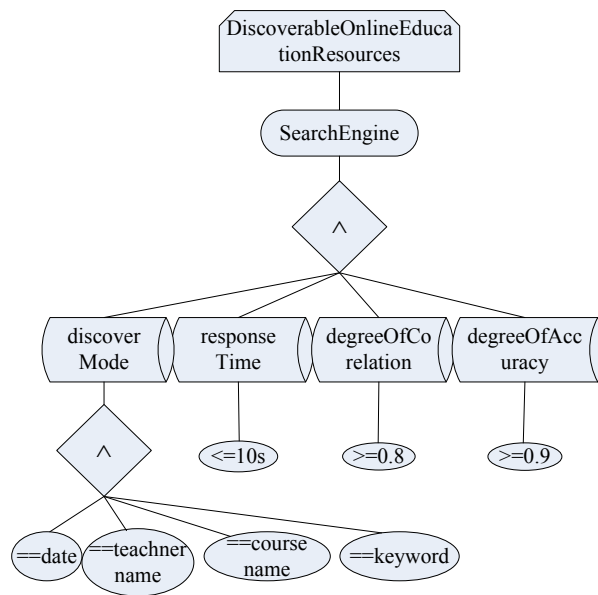 DiscoverableOnlineEduca
tionResources
SearchEngine
^
discover
Mode
response
Time
degreeOfCo
relation
degreeOfAcc
uracy
^
<=10s
>=0.8
>=0.9
==date
==teachner
name
==course
name
==keyword